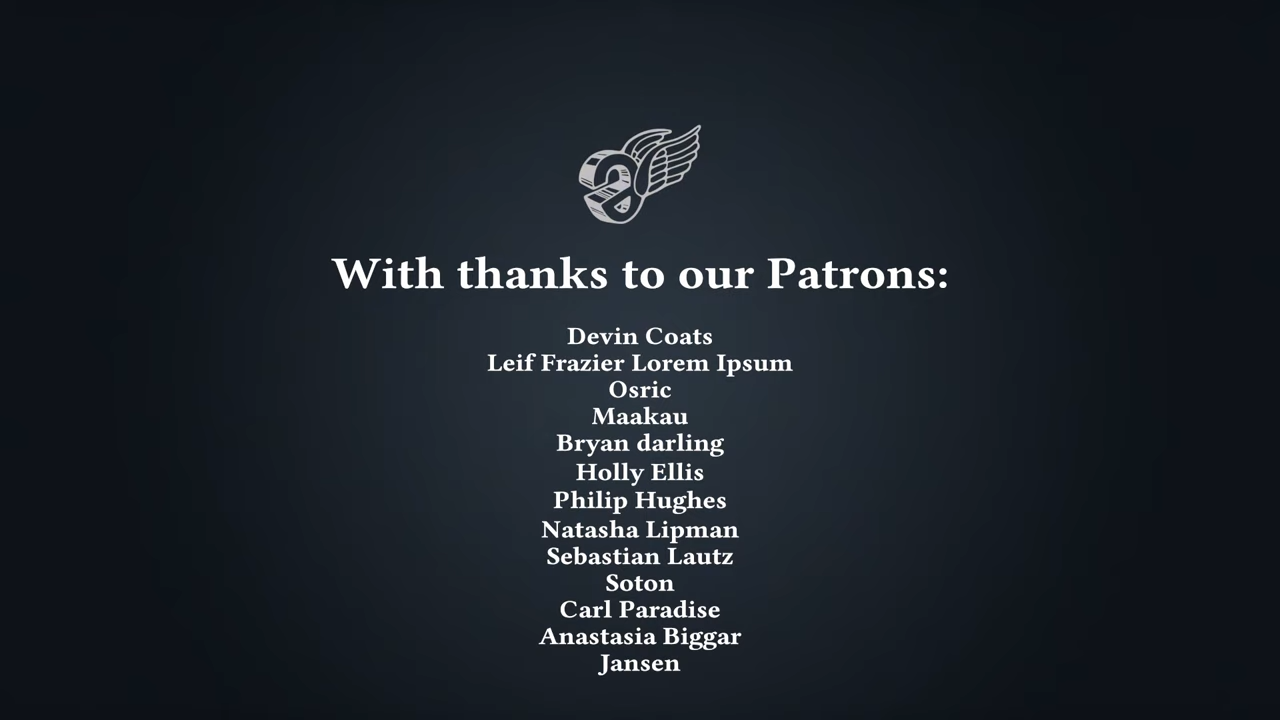 With thanks to our Patrons:
Devin Coats
Leif Frazier Lorem Ipsum
Osric
Maakau
Bryan darling
Holly Ellis
Philip Hughes
Natasha Lipman
Sebastian Lautz
Soton
Carl Paradise
Anastasia Biggar
Jansen